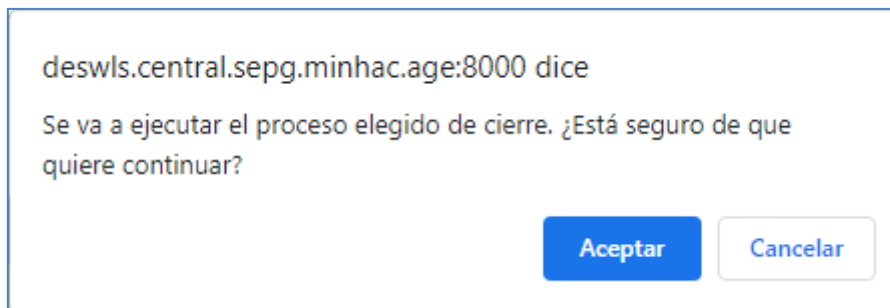 deswls.central.sepg.minhac.age:8000 dice
Se va a ejecutar el proceso elegido de cierre. ¿Está seguro de que
quiere continuar?
Aceptar
Cancelar